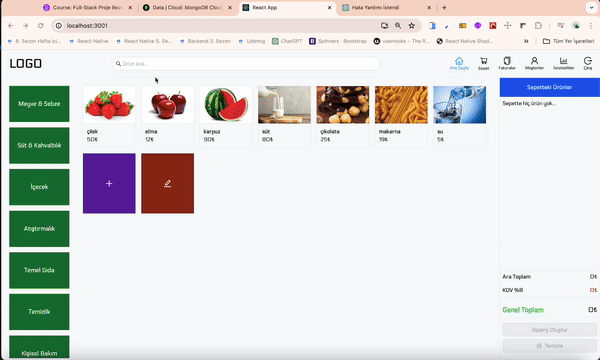 Course: Full-Stack Proje Rea
Data | Cloud: MongoDB Cloud
React App
Hata Yardımı İstendi
localhost:3001
8. Sezon Hafta ici...
React-Native
React Native 5. Se...
Backend 3. Sezon
Udemig
ChatGPT
Spinners · Bootstrap
useHooks – The R...
React Native Stad...
Tüm Yer İşaretleri
LOGO
Ürün Ara...
Ana Sayfa
Sepet
Faturalar
Müşteriler
İstatistikler
Çıkış
Meyve & Sebze
Süt & Kahvaltılık
İçecek
Atıştırmalık
Temel Gıda
Temizlik
Kişisel Bakım
çilek
50₺
elma
12₺
karpuz
90₺
süt
80₺
çikolata
25₺
makarna
19₺
su
5₺
Sepetteki Ürünler
Sepette hiç ürün yok...
Ara Toplam
0₺
KDV %8
0₺
Genel Toplam
0₺
Sipariş Oluştur
Temizle